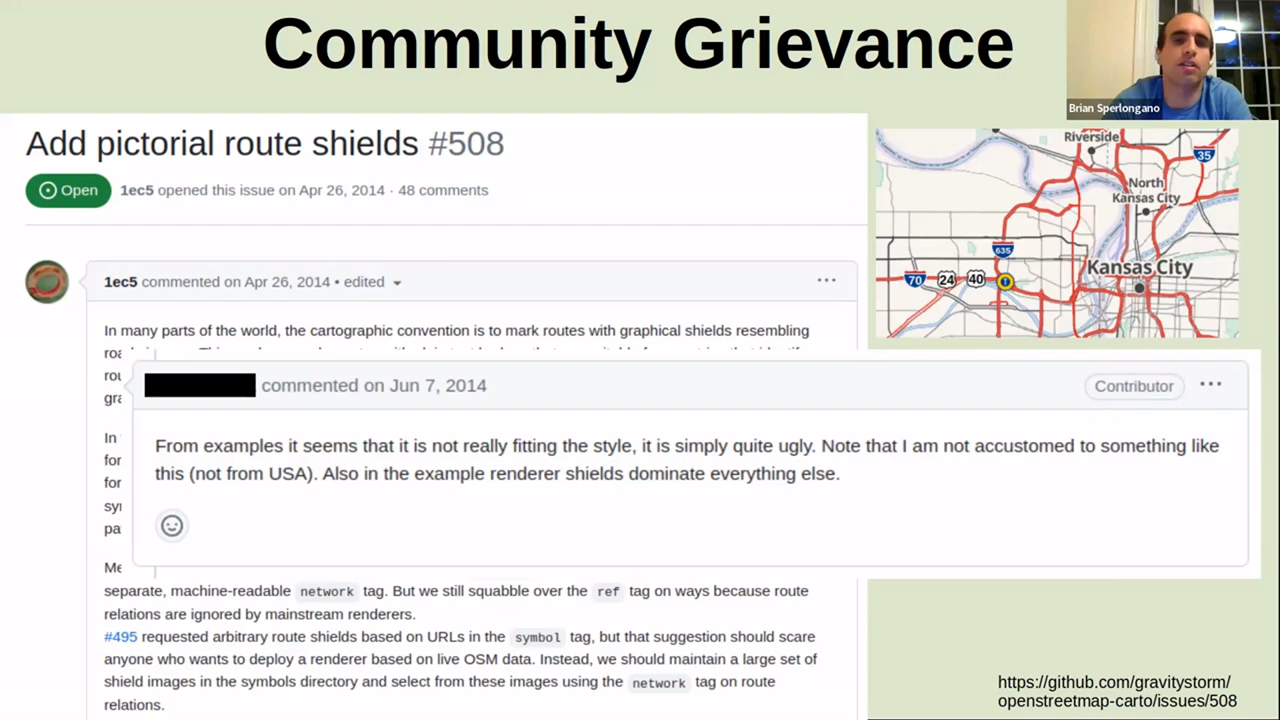 Community Grievance
Brian Sperlongano
Add pictorial route shields #508
Open
1ec5 opened this issue on Apr 26, 2014 · 48 comments
1ec5 commented on Apr 26, 2014 • edited
In many parts of the world, the cartographic convention is to mark routes with graphical shields resembling
rou
gra
In
for
for
pa
Me
commented on Jun 7, 2014
Contributor
From examples it seems that it is not really fitting the style, it is simply quite ugly. Note that I am not accustomed to something like
this (not from USA). Also in the example renderer shields dominate everything else.
separate, machine-readable network tag. But we still squabble over the ref tag on ways because route
relations are ignored by mainstream renderers.
#495 requested arbitrary route shields based on URLs in the symbol tag, but that suggestion should scare
anyone who wants to deploy a renderer based on live OSM data. Instead, we should maintain a large set of
shield images in the symbols directory and select from these images using the network tag on route
relations.
Riverside
35
North
Kansas City
635
Kansas City
70
24
40
https://github.com/gravitystorm/
openstreetmap-carto/issues/508